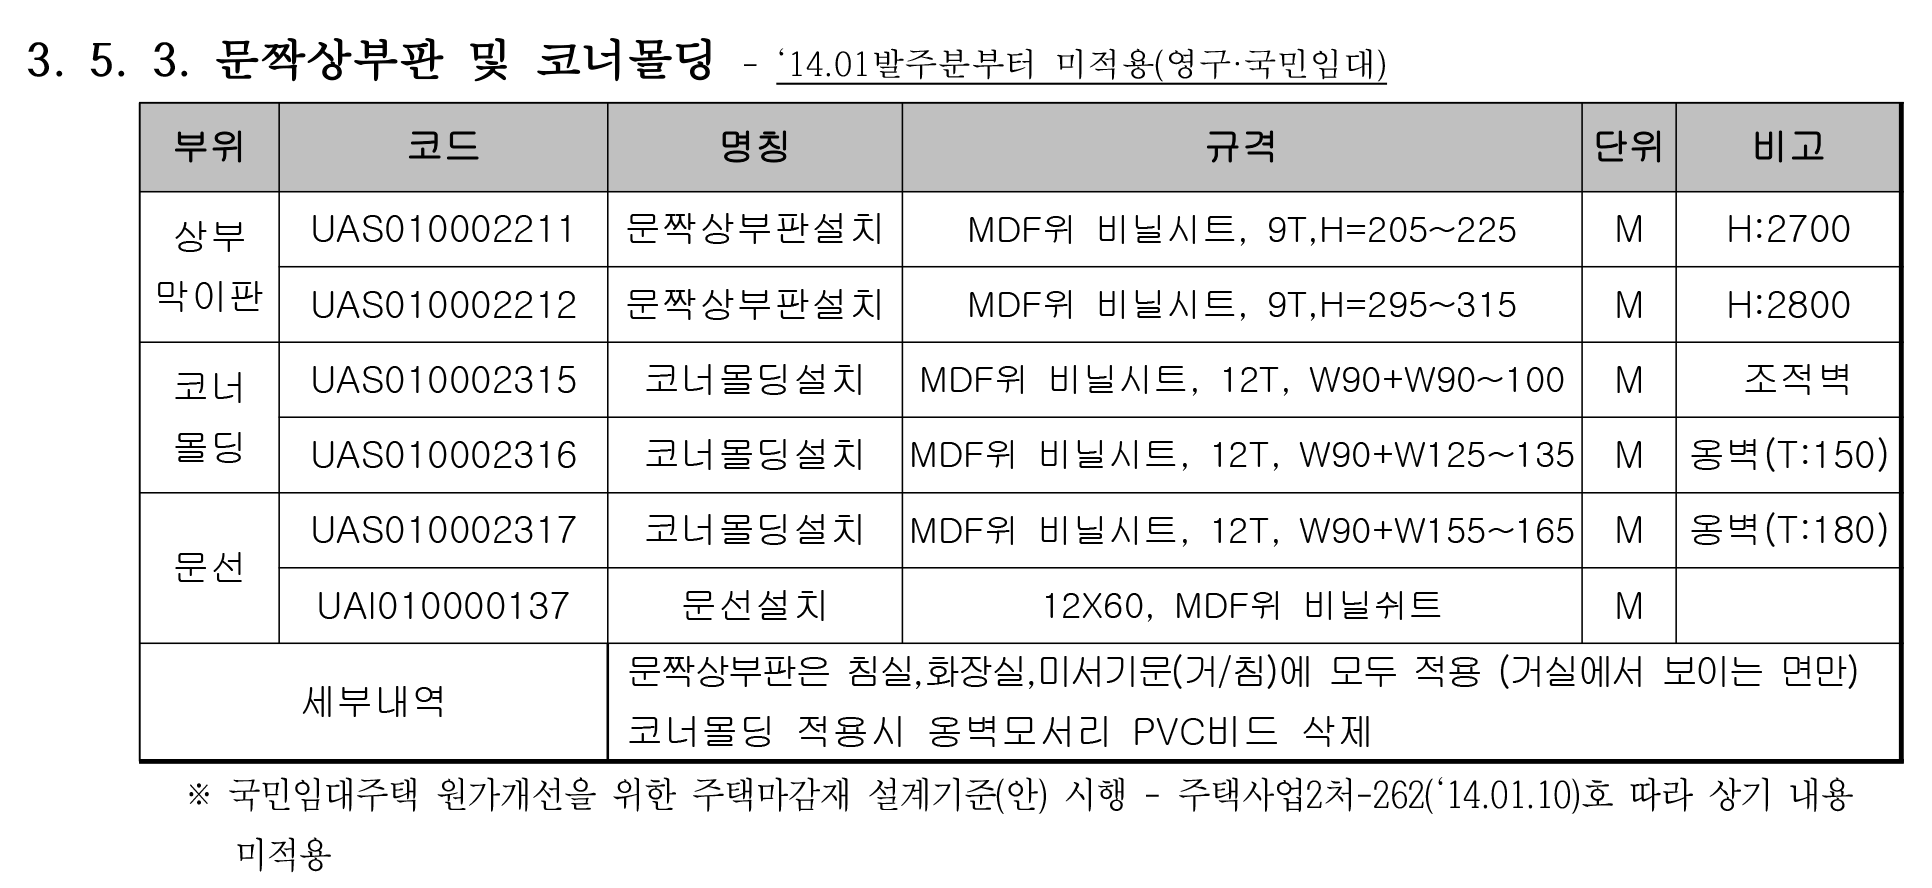 3. 5. 3. 문짝상부판 및 코너몰딩 - ‘14.01발주분부터 미적용(영구·국민임대)
부위 코드 명칭 규격 단위 비고
상부 막이판 UAS010002211 문짝상부판설치 MDF위 비닐시트, 9T,H=205~225 M H:2700
UAS010002212 문짝상부판설치 MDF위 비닐시트, 9T,H=295~315 M H:2800
코너 몰딩 UAS010002315 코너몰딩설치 MDF위 비닐시트, 12T, W90+W90~100 M 조적벽
UAS010002316 코너몰딩설치 MDF위 비닐시트, 12T, W90+W125~135 M 옹벽(T:150)
문선 UAS010002317 코너몰딩설치 MDF위 비닐시트, 12T, W90+W155~165 M 옹벽(T:180)
UAI010000137 문선설치 12X60, MDF위 비닐쉬트 M
세부내역 문짝상부판은 침실,화장실,미서기문(거/침)에 모두 적용 (거실에서 보이는 면만)
코너몰딩 적용시 옹벽모서리 PVC비드 삭제
※ 국민임대주택 원가개선을 위한 주택마감재 설계기준(안) 시행 - 주택사업2처-262(‘14.01.10)호 따라 상기 내용
미적용